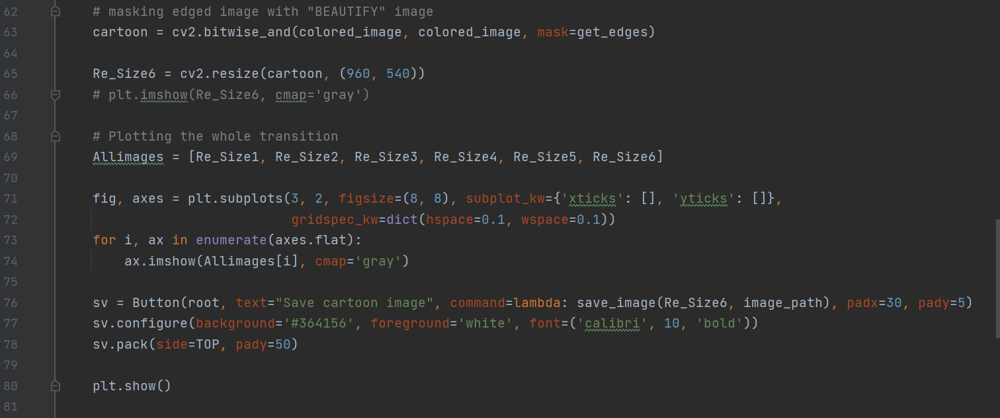 62 # masking edged image with "BEAUTIFY" image
63 cartoon = cv2.bitwise_and(colored_image, colored_image, mask=get_edges)
64
65 Re_Size6 = cv2.resize(cartoon, (960, 540))
66 # plt.imshow(Re_Size6, cmap='gray')
67
68 # Plotting the whole transition
69 Allimages = [Re_Size1, Re_Size2, Re_Size3, Re_Size4, Re_Size5, Re_Size6]
70
71 fig, axes = plt.subplots(3, 2, figsize=(8, 8), subplot_kw={'xticks': [], 'yticks': []},
72                          gridspec_kw=dict(hspace=0.1, wspace=0.1))
73 for i, ax in enumerate(axes.flat):
74     ax.imshow(Allimages[i], cmap='gray')
75
76 sv = Button(root, text="Save cartoon image", command=lambda: save_image(Re_Size6, image_path), padx=30, pady=5)
77 sv.configure(background='#364156', foreground='white', font=('calibri', 10, 'bold'))
78 sv.pack(side=TOP, pady=50)
79
80 plt.show()
81